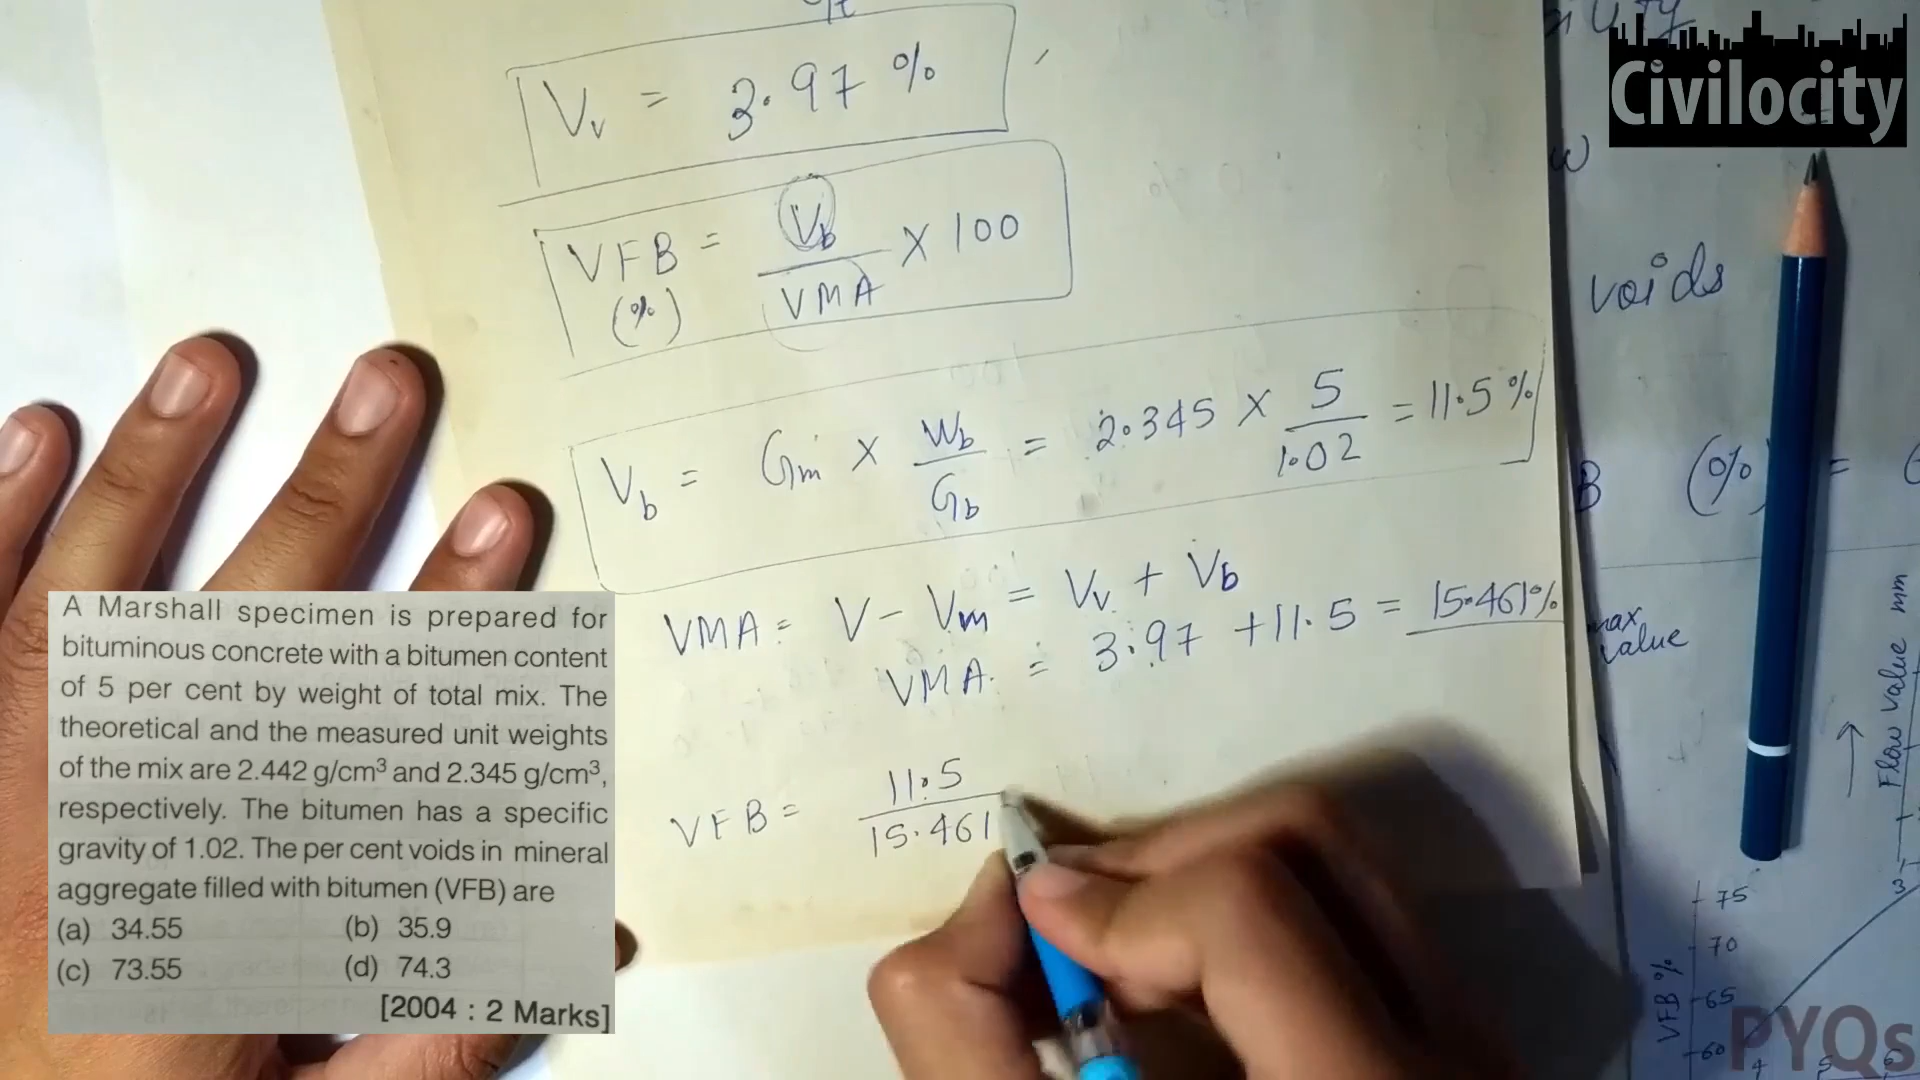 Civilocity
Vv = 3.97 %
VFB = Vb / VMA X 100
(%)
voids
Vb = Gm X Wb / Gb = 2.345 X 5 / 1.02 = 11.5 %
B (%) =
VMA = V - Vm = Vv + Vb
VMA = 3.97 + 11.5 = 15.461%
max
value
Flow value mm
VFB = 11.5 / 15.461
A Marshall specimen is prepared for
bituminous concrete with a bitumen content
of 5 per cent by weight of total mix. The
theoretical and the measured unit weights
of the mix are 2.442 g/cm³ and 2.345 g/cm³,
respectively. The bitumen has a specific
gravity of 1.02. The per cent voids in mineral
aggregate filled with bitumen (VFB) are
(a) 34.55 (b) 35.9
(c) 73.55 (d) 74.3
[2004 : 2 Marks]
3
75
70
65
60
VFB %
4 5 6
PYQs